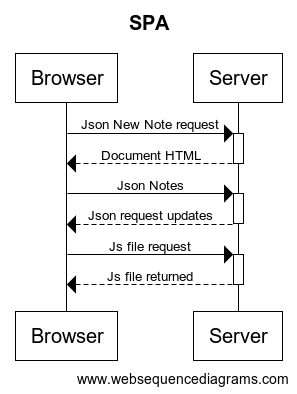 SPA
Browser Server
Json New Note request
Document HTML
Json Notes
Json request updates
Js file request
Js file returned
Browser Server
www.websequencediagrams.com